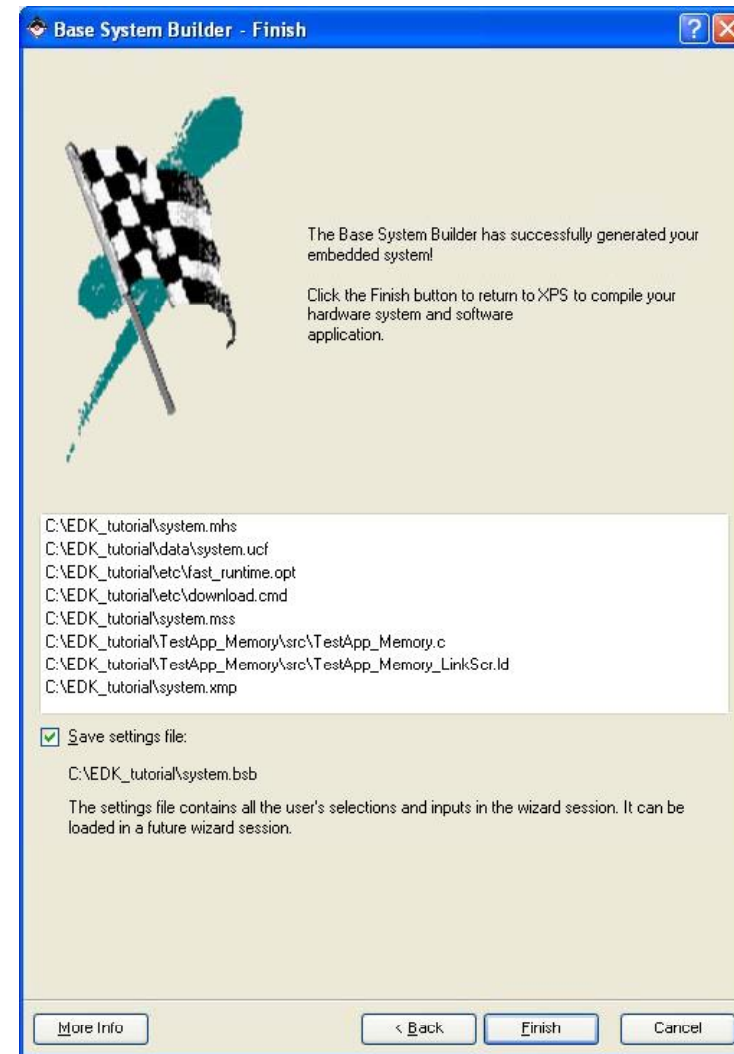 Base System Builder - Finish
The Base System Builder has successfully generated your
embedded system!
Click the Finish button to return to XPS to compile your
hardware system and software
application.
C:\EDK_tutorial\system.mhs
C:\EDK_tutorial\data\system.ucf
C:\EDK_tutorial\etc\fast_runtime.opt
C:\EDK_tutorial\etc\download.cmd
C:\EDK_tutorial\system.mss
C:\EDK_tutorial\TestApp_Memory\src\TestApp_Memory.c
C:\EDK_tutorial\TestApp_Memory\src\TestApp_Memory_LinkScr.ld
C:\EDK_tutorial\system.xmp
Save settings file:
C:\EDK_tutorial\system.bsb
The settings file contains all the user's selections and inputs in the wizard session. It can be
loaded in a future wizard session.
More Info
< Back
Finish
Cancel